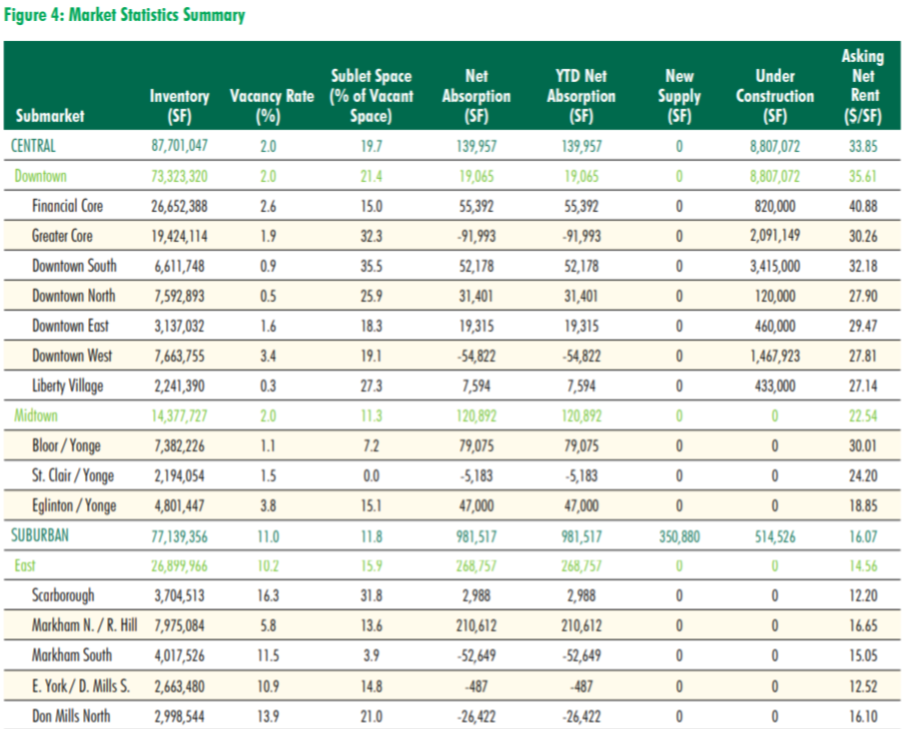 Figure 4: Market Statistics Summary
Submarket Inventory (SF) Vacancy Rate (%) Sublet Space (% of Vacant Space) Net Absorption (SF) YTD Net Absorption (SF) New Supply (SF) Under Construction (SF) Asking Net Rent ($/SF)
CENTRAL 87,701,047 2.0 19.7 139,957 139,957 0 8,807,072 33.85
Downtown 73,323,320 2.0 21.4 19,065 19,065 0 8,807,072 35.61
Financial Core 26,652,388 2.6 15.0 55,392 55,392 0 820,000 40.88
Greater Core 19,424,114 1.9 32.3 -91,993 -91,993 0 2,091,149 30.26
Downtown South 6,611,748 0.9 35.5 52,178 52,178 0 3,415,000 32.18
Downtown North 7,592,893 0.5 25.9 31,401 31,401 0 120,000 27.90
Downtown East 3,137,032 1.6 18.3 19,315 19,315 0 460,000 29.47
Downtown West 7,663,755 3.4 19.1 -54,822 -54,822 0 1,467,923 27.81
Liberty Village 2,241,390 0.3 27.3 7,594 7,594 0 433,000 27.14
Midtown 14,377,727 2.0 11.3 120,892 120,892 0 0 22.54
Bloor / Yonge 7,382,226 1.1 7.2 79,075 79,075 0 0 30.01
St. Clair / Yonge 2,194,054 1.5 0.0 -5,183 -5,183 0 0 24.20
Eglinton / Yonge 4,801,447 3.8 15.1 47,000 47,000 0 0 18.85
SUBURBAN 77,139,356 11.0 11.8 981,517 981,517 350,880 514,526 16.07
East 26,899,966 10.2 15.9 268,757 268,757 0 0 14.56
Scarborough 3,704,513 16.3 31.8 2,988 2,988 0 0 12.20
Markham N. / R. Hill 7,975,084 5.8 13.6 210,612 210,612 0 0 16.65
Markham South 4,017,526 11.5 3.9 -52,649 -52,649 0 0 15.05
E. York / D. Mills S. 2,663,480 10.9 14.8 -487 -487 0 0 12.52
Don Mills North 2,998,544 13.9 21.0 -26,422 -26,422 0 0 16.10